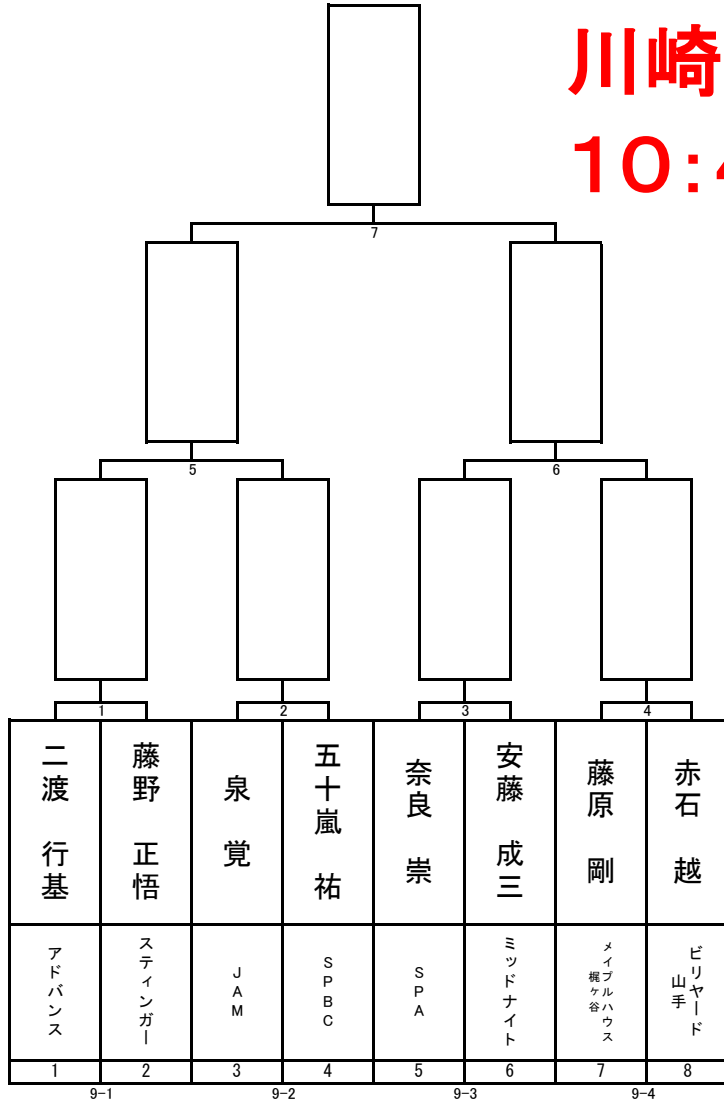 川崎
10:4
7
5
6
1
2
3
4
二渡 行基
藤野 正悟
泉 覚
五十嵐 祐
奈良 崇
安藤 成三
藤原 剛
赤石 越
アドバンス
スティンガー
JAM
SPBC
SPA
ミッドナイト
メイプルハウス
梶ヶ谷
ビリヤード
山手
1
2
3
4
5
6
7
8
9-1
9-2
9-3
9-4